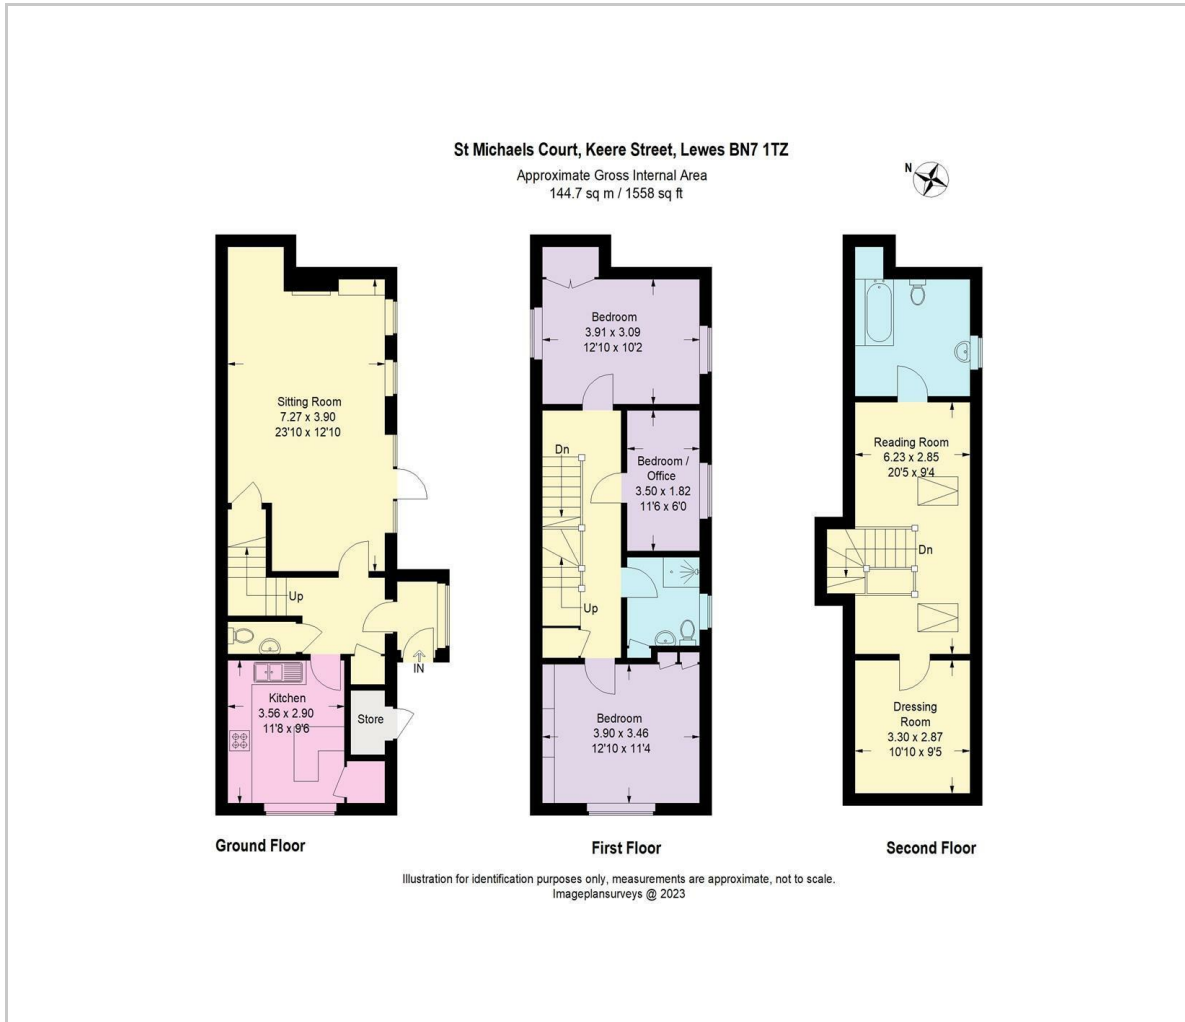 St Michaels Court, Keere Street, Lewes BN7 1TZ
Approximate Gross Internal Area
144.7 sq m / 1558 sq ft
N
Sitting Room
7.27 x 3.90
23'10 x 12'10
Up
IN
Kitchen
3.56 x 2.90
11'8 x 9'6
Store
Ground Floor
Bedroom
3.91 x 3.09
12'10 x 10'2
Dn
Bedroom /
Office
3.50 x 1.82
11'6 x 6'0
Up
Bedroom
3.90 x 3.46
12'10 x 11'4
First Floor
Reading Room
6.23 x 2.85
20'5 x 9'4
Dn
Dressing
Room
3.30 x 2.87
10'10 x 9'5
Second Floor
Illustration for identification purposes only, measurements are approximate, not to scale.
Imageplansurveys @ 2023